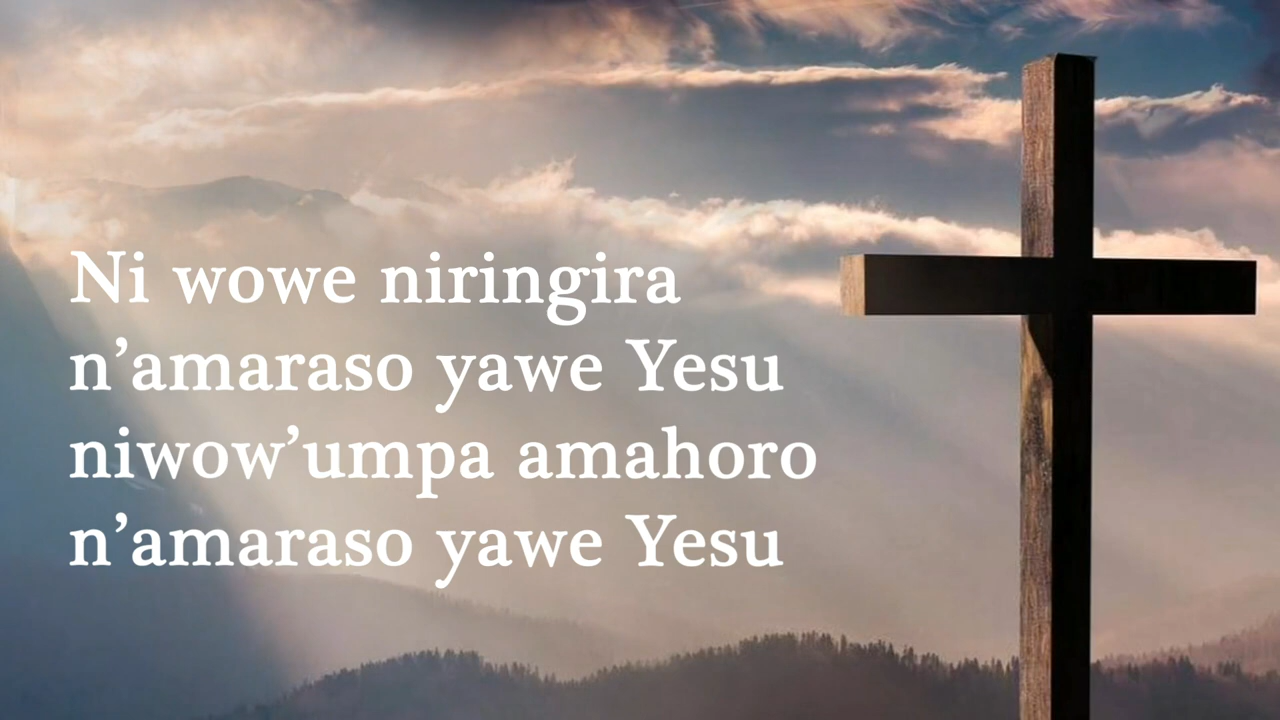 Ni wowe niringira
n’amaraso yawe Yesu
niwow’umpa amahoro
n’amaraso yawe Yesu